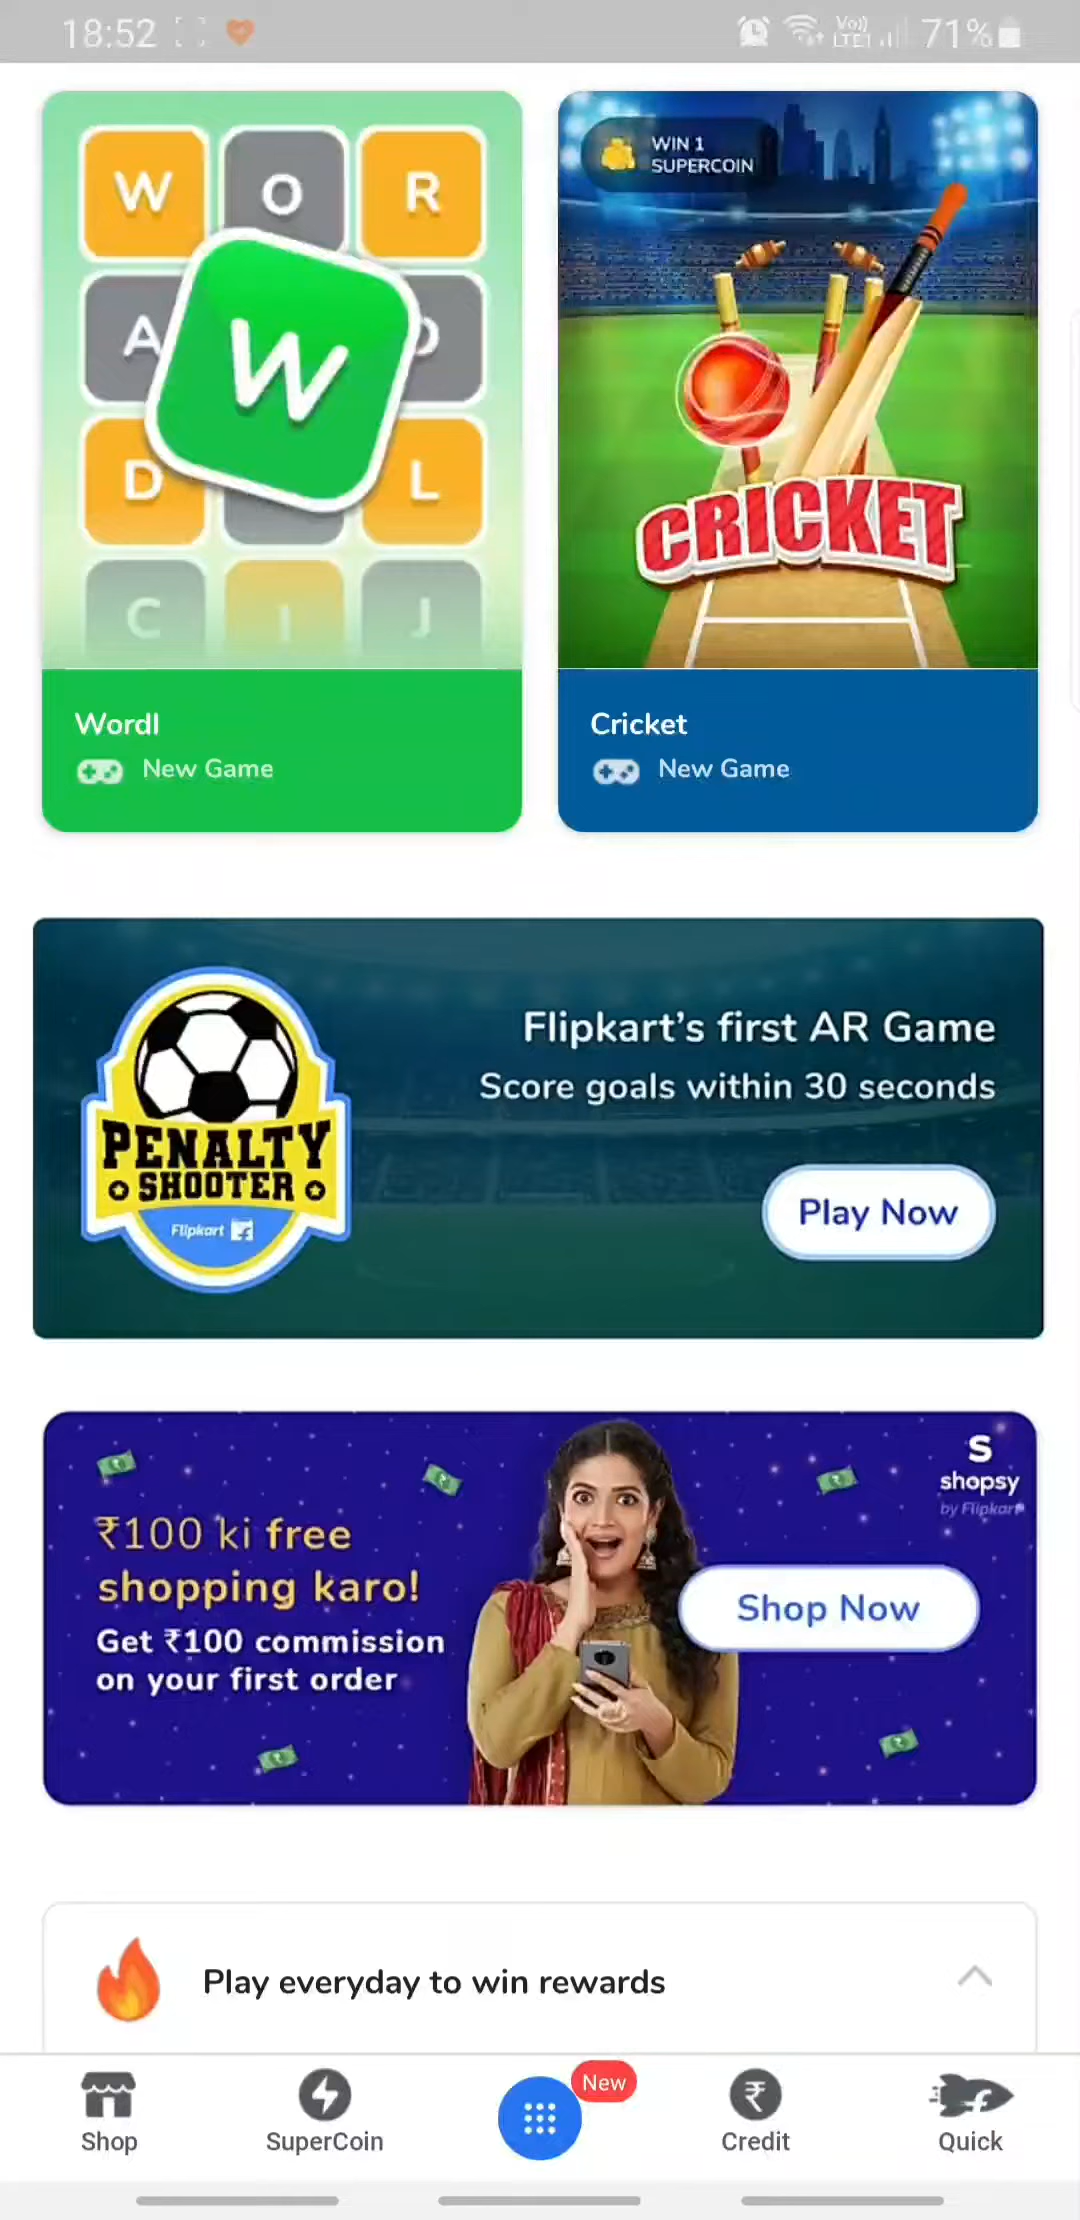 18:52
Vo))
LTE1
71%
W O R
A
W
D L
C I J
WIN 1
SUPERCOIN
CRICKET
Wordl
New Game
Cricket
New Game
Flipkart's first AR Game
Score goals within 30 seconds
PENALTY
SHOOTER
Flipkart
Play Now
S
shopsy
by Flipkart
₹100 ki free
shopping karo!
Get ₹100 commission
on your first order
Shop Now
Play everyday to win rewards
New
Shop
SuperCoin
Credit
Quick